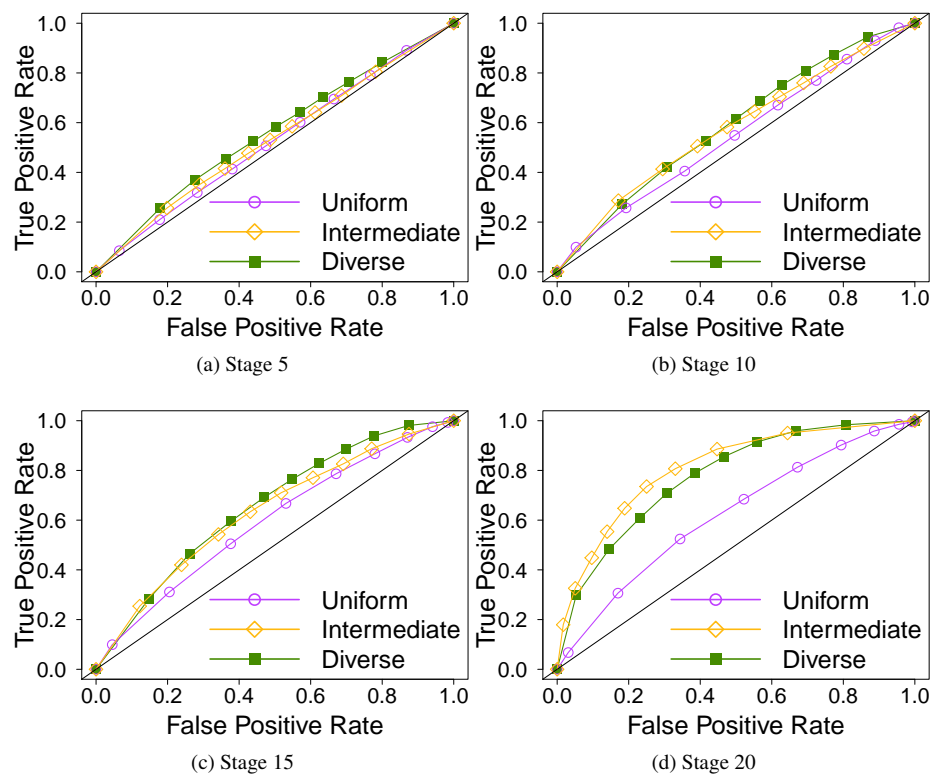 True Positive Rate
1.0
0.8
0.6
0.4
0.2
0.0
Uniform
Intermediate
Diverse
0.0 0.2 0.4 0.6 0.8 1.0
False Positive Rate
(a) Stage 5
True Positive Rate
1.0
0.8
0.6
0.4
0.2
0.0
Uniform
Intermediate
Diverse
0.0 0.2 0.4 0.6 0.8 1.0
False Positive Rate
(b) Stage 10
True Positive Rate
1.0
0.8
0.6
0.4
0.2
0.0
Uniform
Intermediate
Diverse
0.0 0.2 0.4 0.6 0.8 1.0
False Positive Rate
(c) Stage 15
True Positive Rate
1.0
0.8
0.6
0.4
0.2
0.0
Uniform
Intermediate
Diverse
0.0 0.2 0.4 0.6 0.8 1.0
False Positive Rate
(d) Stage 20